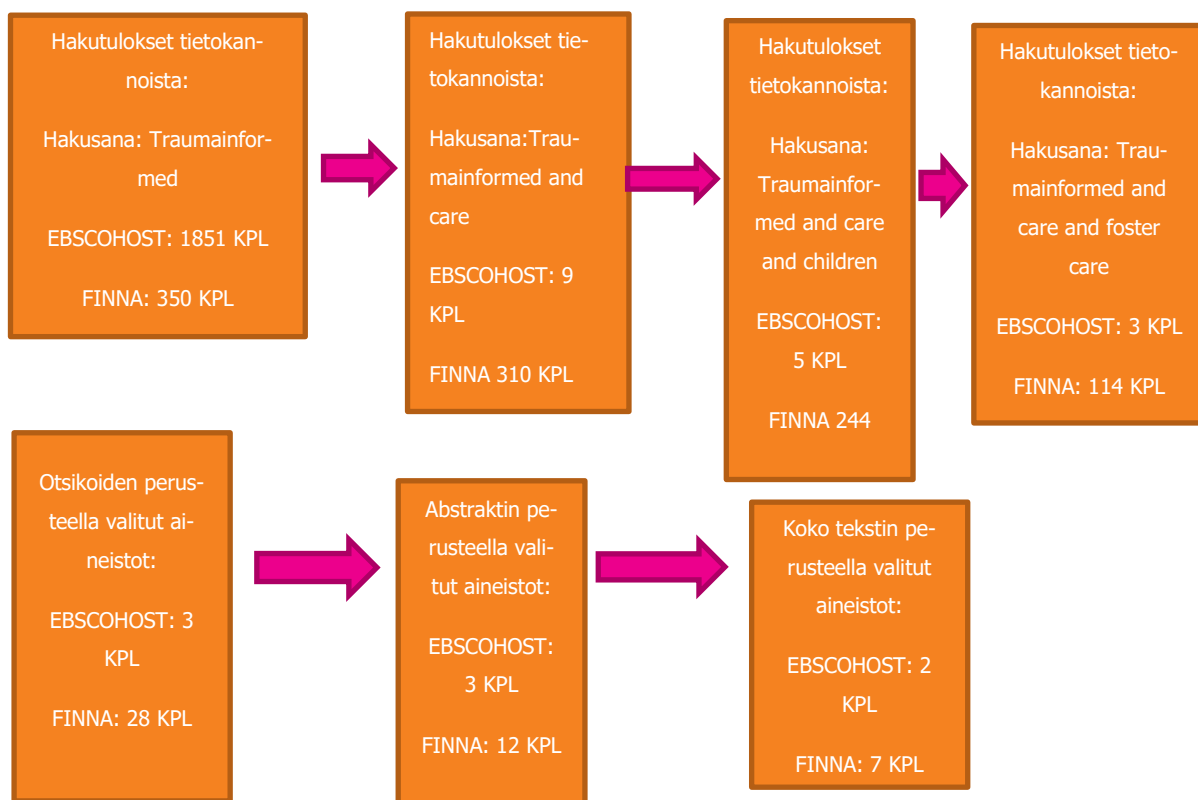 Hakutulokset tietokan-
noista:
Hakusana: Traumainfor-
med
EBSCOHOST: 1851 KPL
FINNA: 350 KPL
Hakutulokset tie-
tokannoista:
Hakusana:Trau-
mainformed and
care
EBSCOHOST: 9
KPL
FINNA 310 KPL
Hakutulokset
tietokannoista:
Hakusana:
Traumainfor-
med and care
and children
EBSCOHOST:
5 KPL
FINNA 244
Hakutulokset tieto-
kannoista:
Hakusana: Trau-
mainformed and
care and foster
care
EBSCOHOST: 3 KPL
FINNA: 114 KPL
Otsikoiden perus-
teella valitut ai-
neistot:
EBSCOHOST: 3
KPL
FINNA: 28 KPL
Abstraktin pe-
rusteella vali-
tut aineistot:
EBSCOHOST:
3 KPL
FINNA: 12 KPL
Koko tekstin pe-
rusteella valitut
aineistot:
EBSCOHOST: 2
KPL
FINNA: 7 KPL